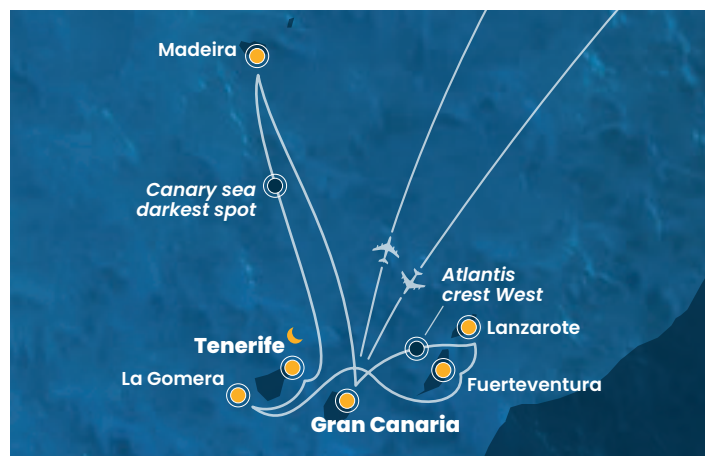 Madeira
Canary sea
darkest spot
Atlantis
crest West
Lanzarote
Tenerife
La Gomera
Fuerteventura
Gran Canaria